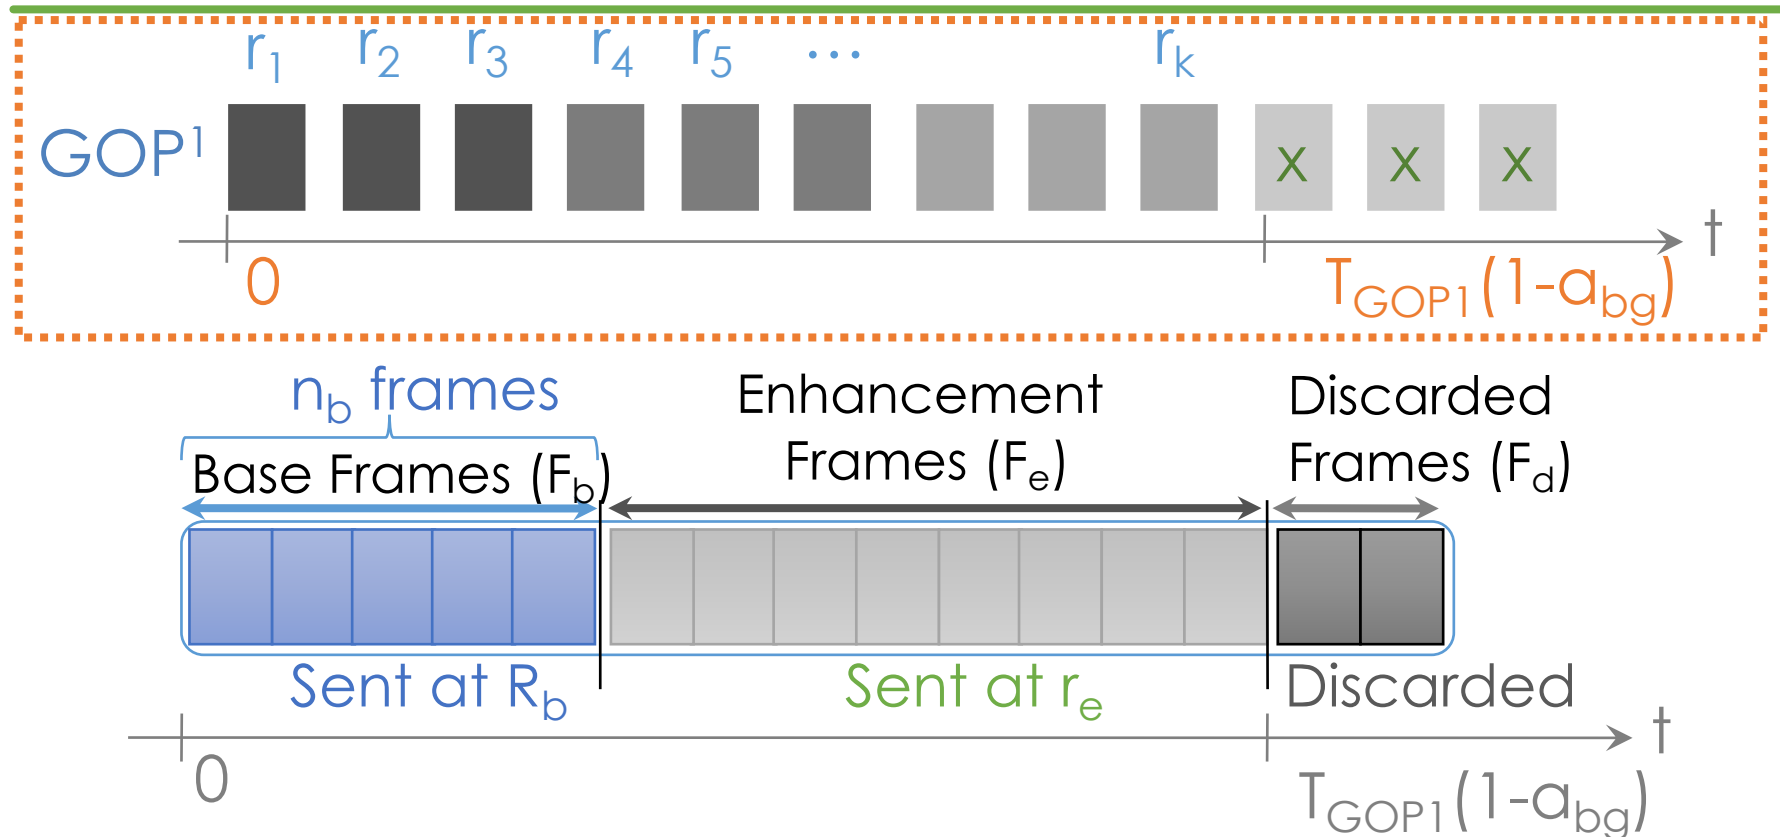 r1 r2 r3 r4 r5 ... rk
GOP1 x x x
t
0 TGOP1(1-abg)
nb frames
Base Frames (Fb)
Enhancement
Frames (Fe)
Discarded
Frames (Fd)
Sent at Rb Sent at re Discarded
t
0 TGOP1(1-abg)